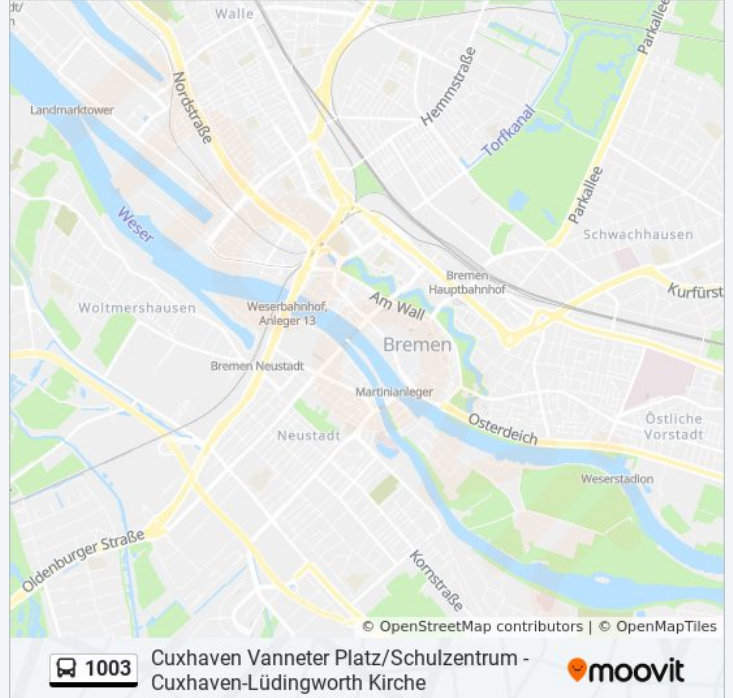 dt/
Walle
Parkallee
Hemmstraße
Nordstraße
Landmarktower
Torfkanal
Parkallee
Weser
Schwachhausen
Bremen
Hauptbahnhof
Kurfürst
Woltmershausen
Weserbahnhof,
Anleger 13
Am Wall
Bremen
Bremen Neustadt
Martinianleger
Osterdeich
Östliche
Vorstadt
Neustadt
Weserstadion
Oldenburger Straße
Kornstraße
© OpenStreetMap contributors | © OpenMapTiles
1003
Cuxhaven Vanneter Platz/Schulzentrum -
Cuxhaven-Lüdingworth Kirche
moovit